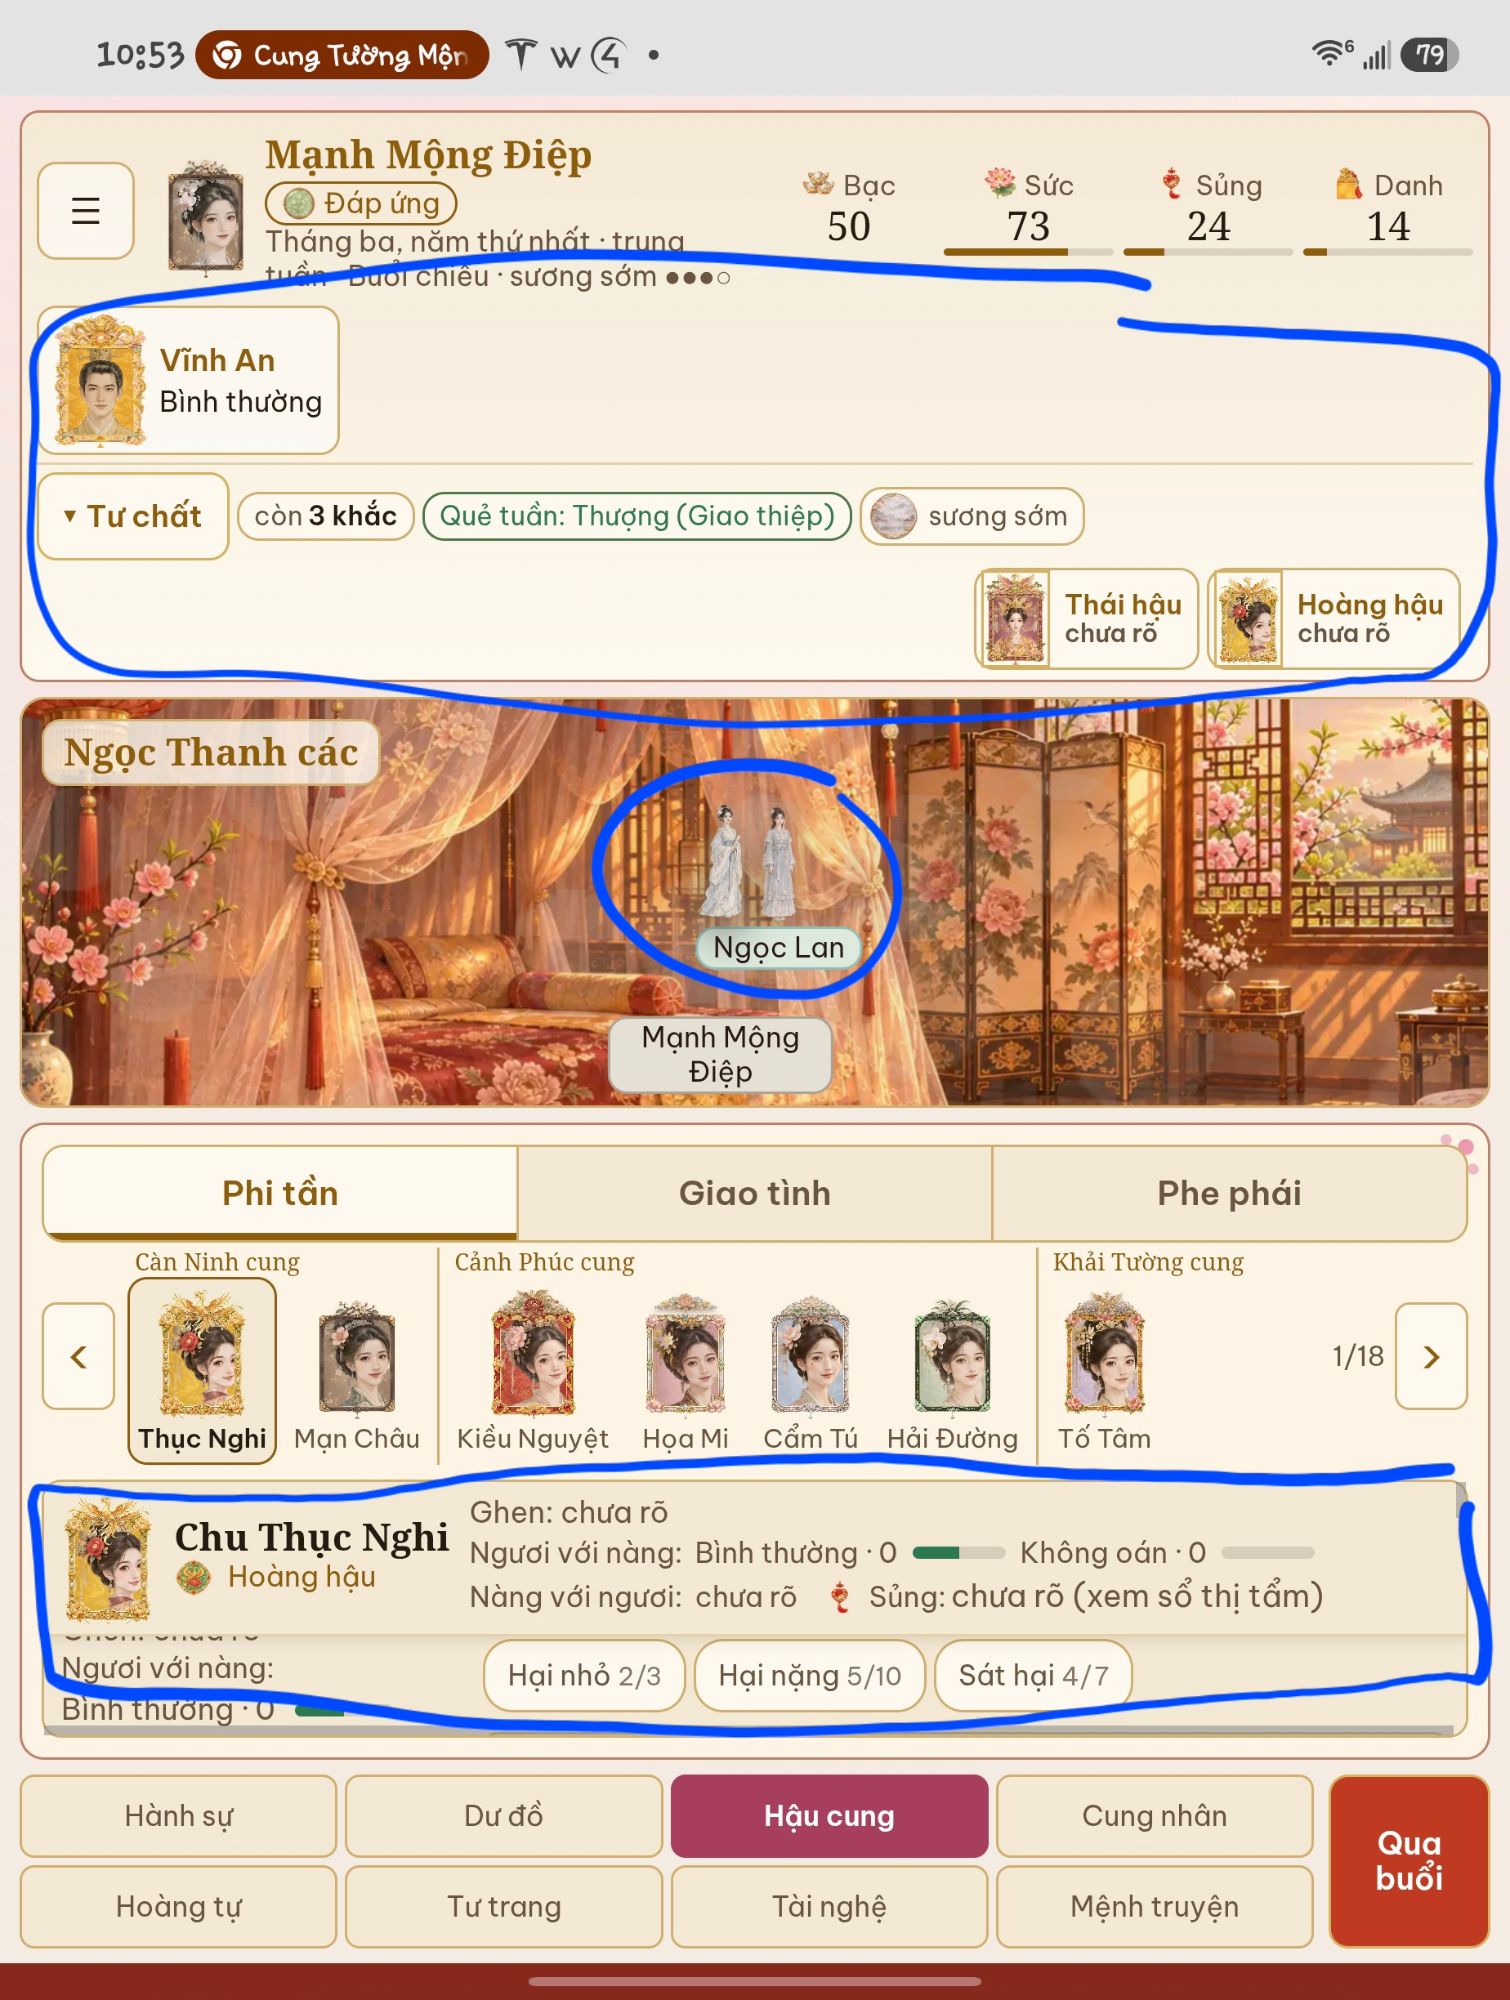 10:53 Cung Tường Mộn 79
Mạnh Mộng Điệp
Đáp ứng
Tháng ba, năm thứ nhất · trung
tuần · Buổi chiều · sương sớm ●●●○
Bạc Sức Sủng Danh
50 73 24 14
Vĩnh An
Bình thường
▾ Tư chất còn 3 khắc Quẻ tuần: Thượng (Giao thiệp) sương sớm
Thái hậu
chưa rõ
Hoàng hậu
chưa rõ
Ngọc Thanh các
Ngọc Lan
Mạnh Mộng
Điệp
Phi tần Giao tình Phe phái
Càn Ninh cung Cảnh Phúc cung Khải Tường cung
< 1/18 >
Thục Nghi Mạn Châu Kiều Nguyệt Họa Mi Cẩm Tú Hải Đường Tố Tâm
Chu Thục Nghi
Hoàng hậu
Ghen: chưa rõ
Ngươi với nàng: Bình thường · 0 Không oán · 0
Nàng với ngươi: chưa rõ Sủng: chưa rõ (xem sổ thị tẩm)
Ghen: chưa rõ
Ngươi với nàng:
Bình thường · 0
Hại nhỏ 2/3 Hại nặng 5/10 Sát hại 4/7
Hành sự Dư đồ Hậu cung Cung nhân
Hoàng tự Tư trang Tài nghệ Mệnh truyện
Qua
buổi